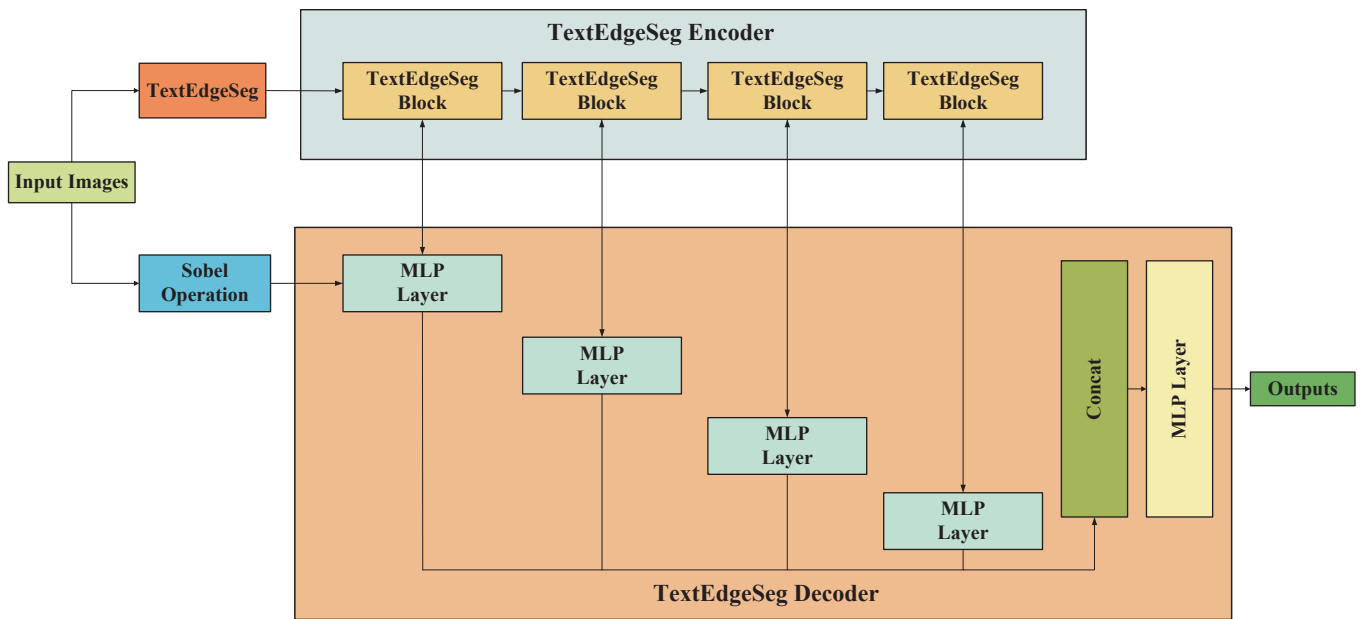 TextEdgeSeg Encoder
TextEdgeSeg
TextEdgeSeg
Block
TextEdgeSeg
Block
TextEdgeSeg
Block
TextEdgeSeg
Block
Input Images
Sobel
Operation
MLP
Layer
MLP
Layer
MLP
Layer
MLP
Layer
Concat
MLP Layer
Outputs
TextEdgeSeg Decoder